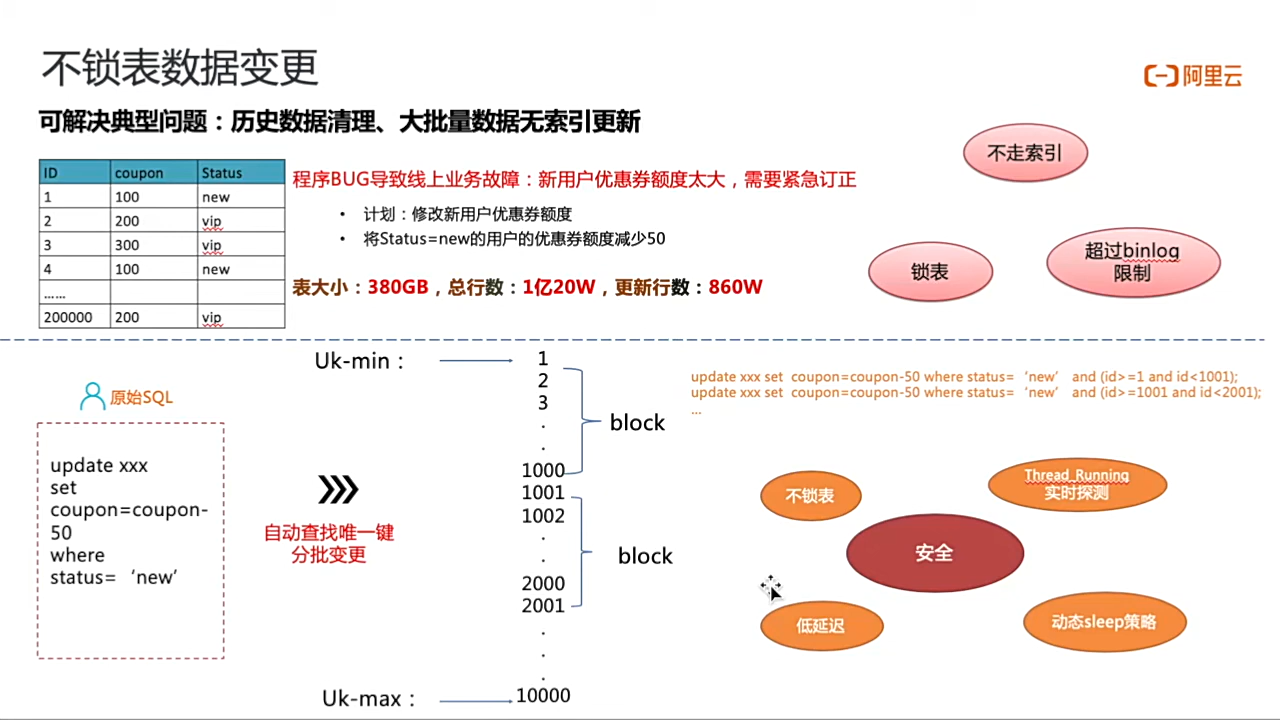 不锁表数据变更
阿里云
可解决典型问题：历史数据清理、大批量数据无索引更新
ID coupon Status
1 100 new
2 200 vip
3 300 vip
4 100 new
……
200000 200 vip
程序BUG导致线上业务故障：新用户优惠券额度太大，需要紧急订正
• 计划：修改新用户优惠券额度
• 将Status=new的用户的优惠券额度减少50
表大小：380GB，总行数：1亿20W，更新行数：860W
不走索引
锁表
超过binlog
限制
原始SQL
update xxx
set
coupon=coupon-
50
where
status= ‘new’
自动查找唯一键
分批变更
Uk-min：
1
2
3
.
.
1000
1001
1002
.
.
2000
2001
.
.
.
Uk-max：
10000
block
block
update xxx set coupon=coupon-50 where status= ‘new’ and (id>=1 and id<1001);
update xxx set coupon=coupon-50 where status= ‘new’ and (id>=1001 and id<2001);
...
不锁表
Thread_Running
实时探测
安全
低延迟
动态sleep策略